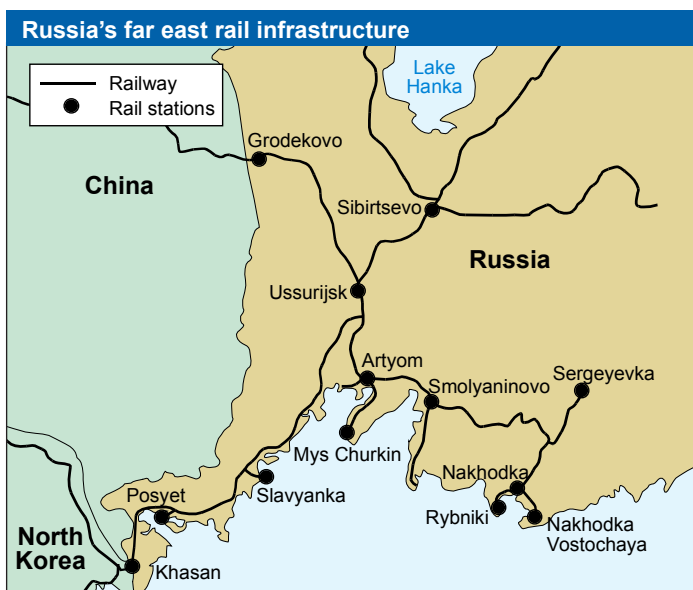 Russia's far east rail infrastructure
Railway
Rail stations
Lake
Hanka
Grodekovo
China
Sibirtsevo
Russia
Ussurijsk
Artyom
Smolyaninovo
Sergeyevka
Mys Churkin
Nakhodka
Posyet
Slavyanka
Rybniki
Nakhodka
Vostochaya
North
Korea
Khasan